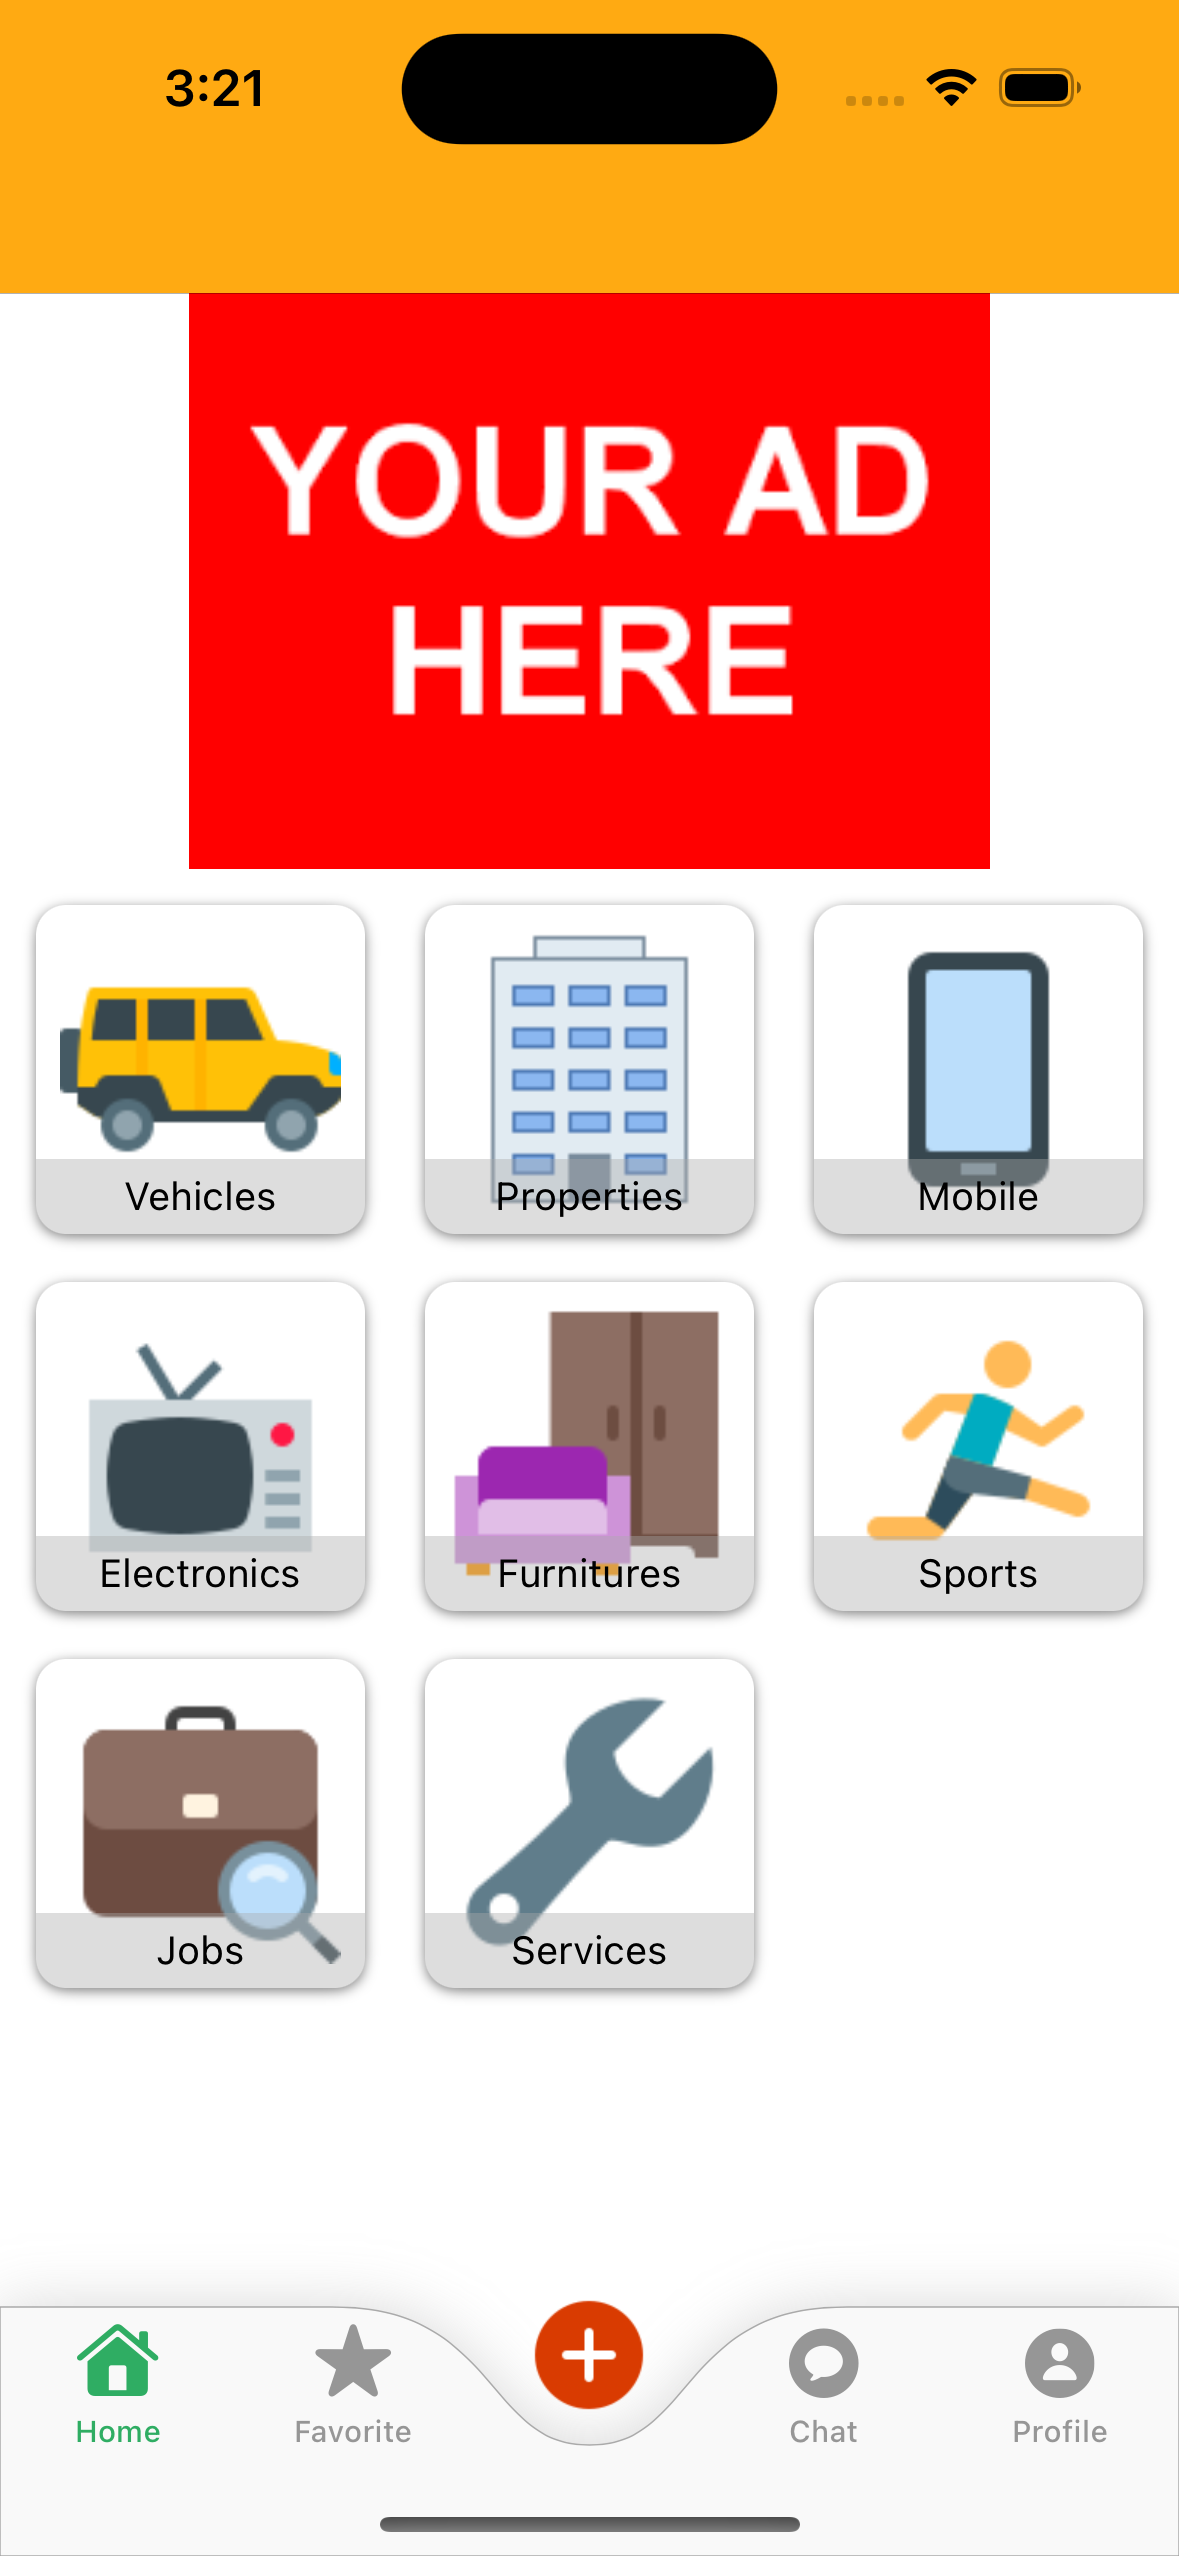 3:21
YOUR AD
HERE
Vehicles
Properties
Mobile
Electronics
Furnitures
Sports
Jobs
Services
Home
Favorite
Chat
Profile